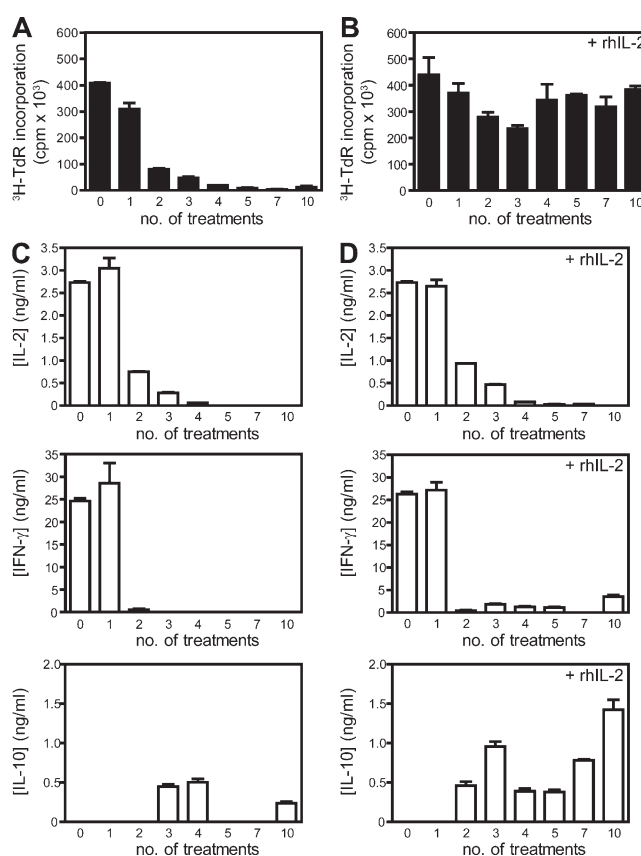 A
³H-TdR incorporation
(cpm x 10³)
600
500
400
300
200
100
0
0 1 2 3 4 5 7 10
no. of treatments
B
+ rhIL-2
³H-TdR incorporation
(cpm x 10³)
600
500
400
300
200
100
0
0 1 2 3 4 5 7 10
no. of treatments
C
[IL-2] (ng/ml)
3.5
3.0
2.5
2.0
1.5
1.0
0.5
0
0 1 2 3 4 5 7 10
no. of treatments
D
+ rhIL-2
[IL-2] (ng/ml)
3.5
3.0
2.5
2.0
1.5
1.0
0.5
0
0 1 2 3 4 5 7 10
no. of treatments
[IFN-γ] (ng/ml)
35
30
25
20
15
10
5
0
0 1 2 3 4 5 7 10
no. of treatments
+ rhIL-2
[IFN-γ] (ng/ml)
35
30
25
20
15
10
5
0
0 1 2 3 4 5 7 10
no. of treatments
[IL-10] (ng/ml)
2.0
1.5
1.0
0.5
0
0 1 2 3 4 5 7 10
no. of treatments
+ rhIL-2
[IL-10] (ng/ml)
2.0
1.5
1.0
0.5
0
0 1 2 3 4 5 7 10
no. of treatments